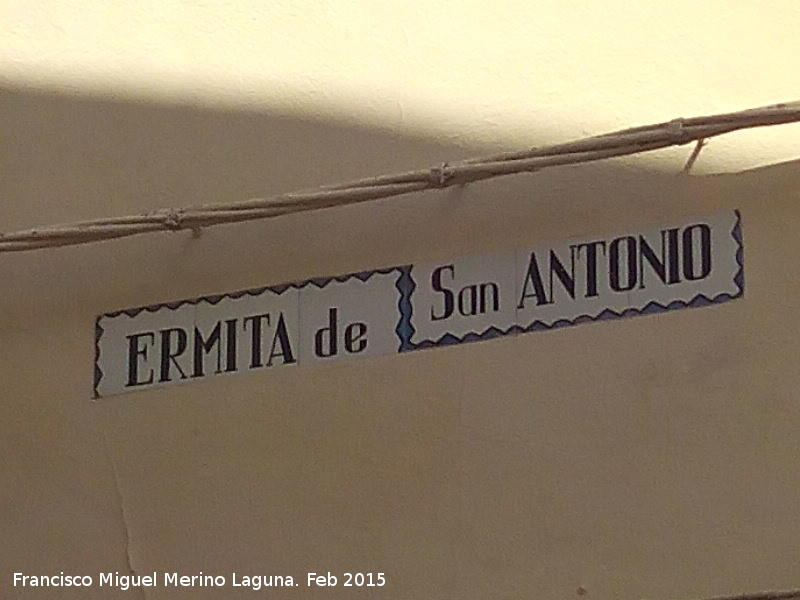 ERMITA de San ANTONIO
Francisco Miguel Merino Laguna. Feb 2015